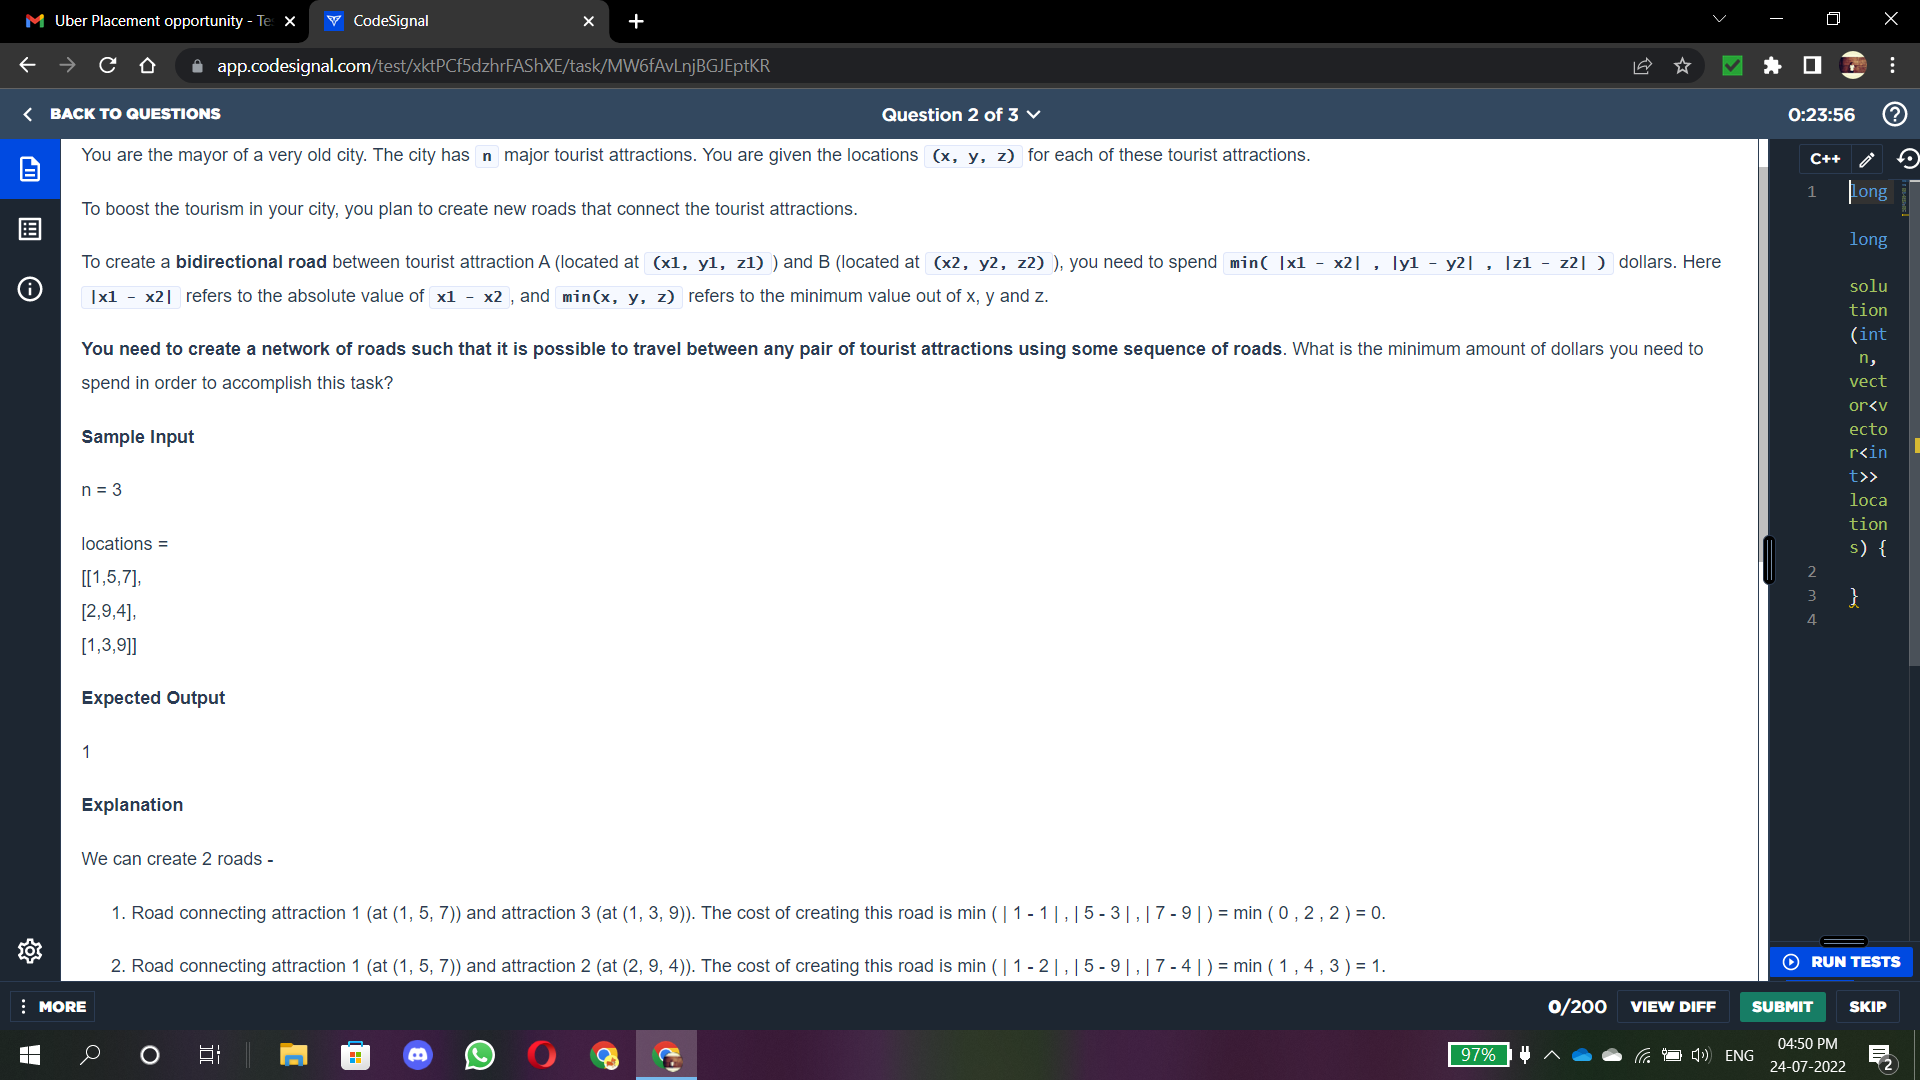 Uber Placement opportunity - Te
CodeSignal
app.codesignal.com/test/xktPCf5dzhrFAShXE/task/MW6fAvLnjBGJEptKR
BACK TO QUESTIONS
Question 2 of 3
0:23:56
You are the mayor of a very old city. The city has n major tourist attractions. You are given the locations (x, y, z) for each of these tourist attractions.
To boost the tourism in your city, you plan to create new roads that connect the tourist attractions.
To create a bidirectional road between tourist attraction A (located at (x1, y1, z1) ) and B (located at (x2, y2, z2) ), you need to spend min( |x1 - x2| , |y1 - y2| , |z1 - z2| ) dollars. Here
|x1 - x2| refers to the absolute value of x1 - x2 , and min(x, y, z) refers to the minimum value out of x, y and z.
You need to create a network of roads such that it is possible to travel between any pair of tourist attractions using some sequence of roads. What is the minimum amount of dollars you need to
spend in order to accomplish this task?
Sample Input
n = 3
locations =
[[1,5,7],
[2,9,4],
[1,3,9]]
Expected Output
1
Explanation
We can create 2 roads -
1. Road connecting attraction 1 (at (1, 5, 7)) and attraction 3 (at (1, 3, 9)). The cost of creating this road is min ( | 1 - 1 | , | 5 - 3 | , | 7 - 9 | ) = min ( 0 , 2 , 2 ) = 0.
2. Road connecting attraction 1 (at (1, 5, 7)) and attraction 2 (at (2, 9, 4)). The cost of creating this road is min ( | 1 - 2 | , | 5 - 9 | , | 7 - 4 | ) = min ( 1 , 4 , 3 ) = 1.
C++
1 long
long
solu
tion
(int
n,
vect
or<v
ecto
r<in
t>>
loca
tion
s) {
2
3 }
4
RUN TESTS
MORE
0/200
VIEW DIFF
SUBMIT
SKIP
97%
ENG
04:50 PM
24-07-2022
2